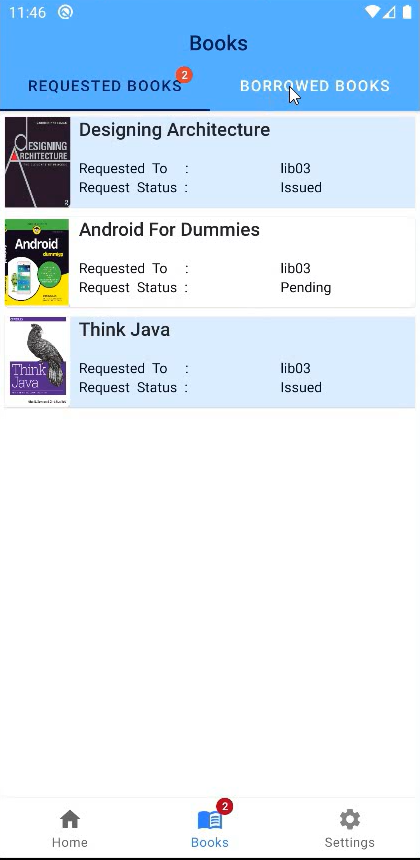 11:46
Books
REQUESTED BOOKS 2 BORROWED BOOKS
DESIGNING
ARCHITECTURE
Designing Architecture
Requested To : lib03
Request Status : Issued
Android
dummies
Android For Dummies
Requested To : lib03
Request Status : Pending
Think
Java
Think Java
Requested To : lib03
Request Status : Issued
2
Home Books Settings